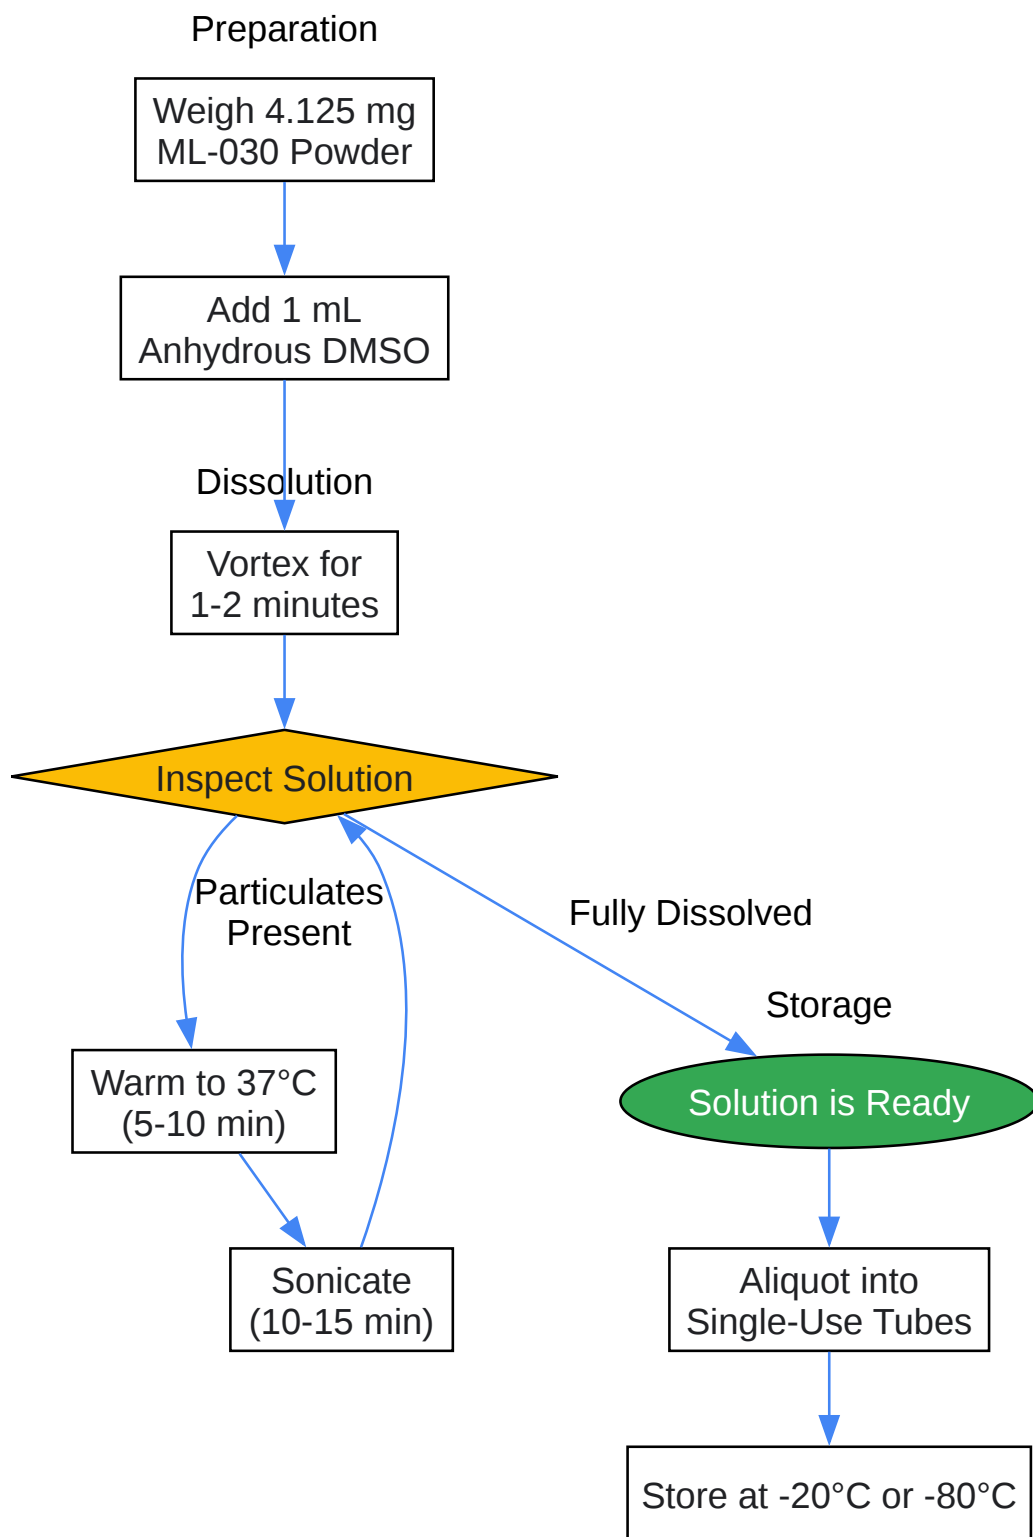 Preparation
Weigh 4.125 mg
ML-030 Powder
Add 1 mL
Anhydrous DMSO
Dissolution
Vortex for
1-2 minutes
Inspect Solution
Particulates
Present
Fully Dissolved
Warm to 37°C
(5-10 min)
Sonicate
(10-15 min)
Storage
Solution is Ready
Aliquot into
Single-Use Tubes
Store at -20°C or -80°C